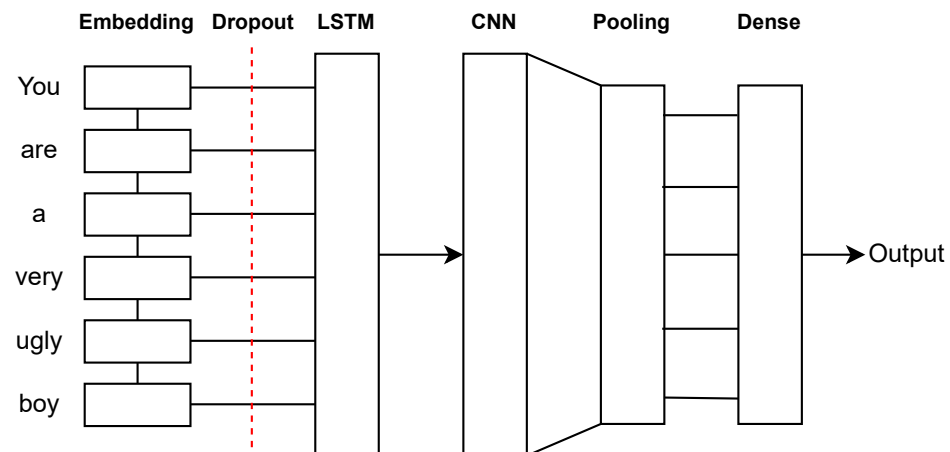 Embedding Dropout LSTM CNN Pooling Dense
You
are
a
very
ugly
boy
Output